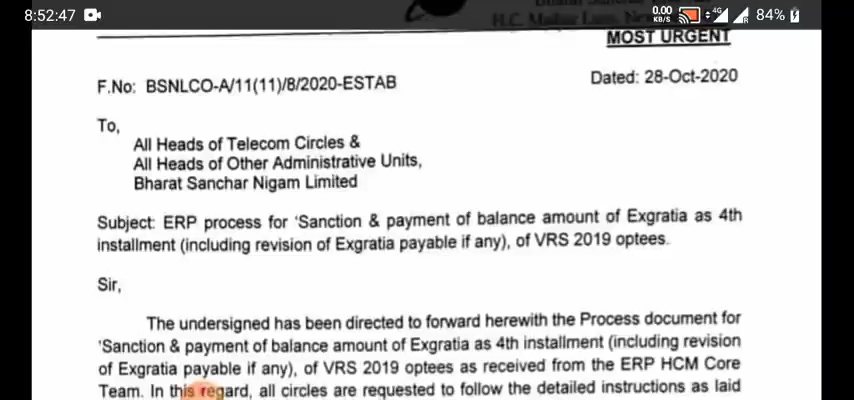 8:52:47
0.00
KB/S
4G
84%
H.C.
MOST URGENT
F.No: BSNLCO-A/11(11)/8/2020-ESTAB
Dated: 28-Oct-2020
To,
All Heads of Telecom Circles &
All Heads of Other Administrative Units,
Bharat Sanchar Nigam Limited
Subject: ERP process for 'Sanction & payment of balance amount of Exgratia as 4th
installment (including revision of Exgratia payable if any), of VRS 2019 optees.
Sir,
The undersigned has been directed to forward herewith the Process document for
'Sanction & payment of balance amount of Exgratia as 4th installment (including revision
of Exgratia payable if any), of VRS 2019 optees as received from the ERP HCM Core
Team. In this regard, all circles are requested to follow the detailed instructions as laid